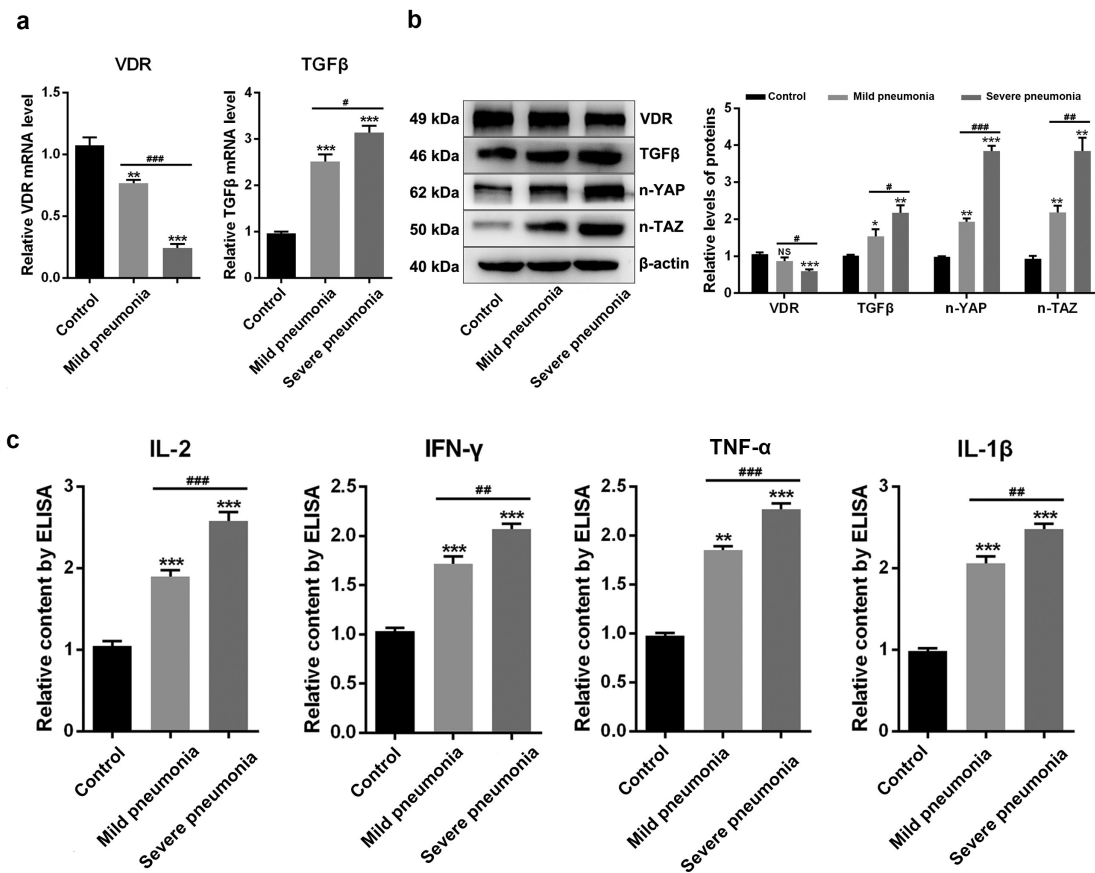 a
VDR
Relative VDR mRNA level
1.5
1.0
0.5
0.0
###
**
***
Control
Mild pneumonia
TGFβ
Relative TGFβ mRNA level
5
4
3
2
1
0
#
***
***
Control
Mild pneumonia
Severe pneumonia
b
49 kDa VDR
46 kDa TGFβ
62 kDa n-YAP
50 kDa n-TAZ
40 kDa β-actin
Control
Mild pneumonia
Severe pneumonia
Control Mild pneumonia Severe pneumonia
Relative levels of proteins
5
4
3
2
1
0
NS
#
***
*
#
**
**
###
***
**
##
**
VDR TGFβ n-YAP n-TAZ
c
IL-2
Relative content by ELISA
3
2
1
0
###
***
***
Control
Mild pneumonia
Severe pneumonia
IFN-γ
Relative content by ELISA
2.5
2.0
1.5
1.0
0.5
0.0
##
***
***
Control
Mild pneumonia
Severe pneumonia
TNF-α
Relative content by ELISA
2.5
2.0
1.5
1.0
0.5
0.0
###
**
***
Control
Mild pneumonia
Severe pneumonia
IL-1β
Relative content by ELISA
3
2
1
0
##
***
***
Control
Mild pneumonia
Severe pneumonia